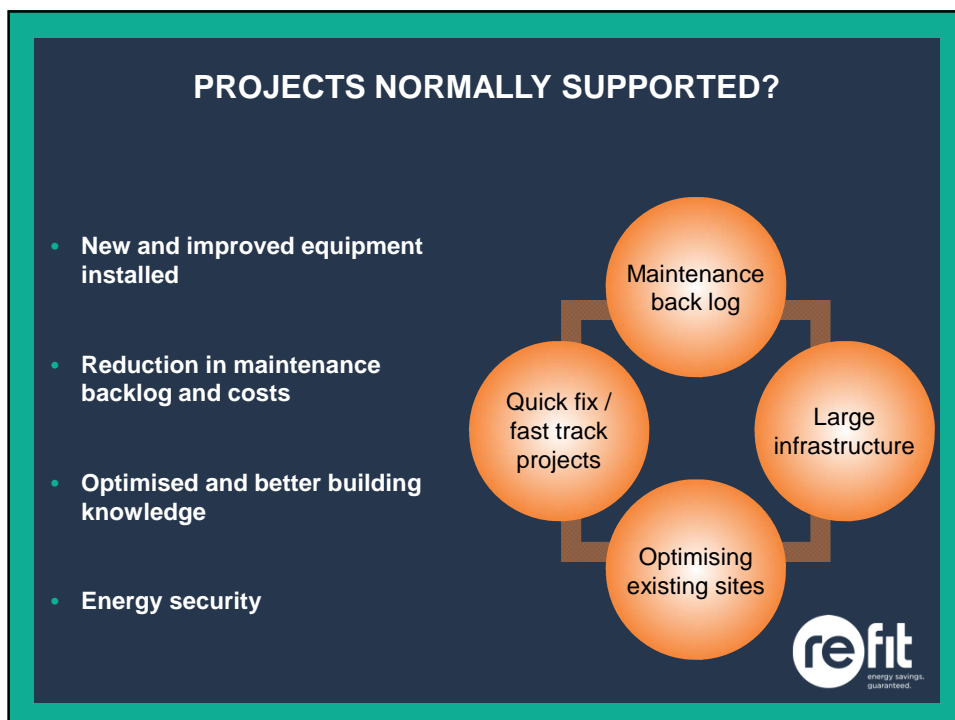 PROJECTS NORMALLY SUPPORTED?
• New and improved equipment
installed
• Reduction in maintenance
backlog and costs
• Optimised and better building
knowledge
• Energy security
Maintenance
back log
Quick fix /
fast track
projects
Large
infrastructure
Optimising
existing sites
refit
energy savings.
guaranteed.